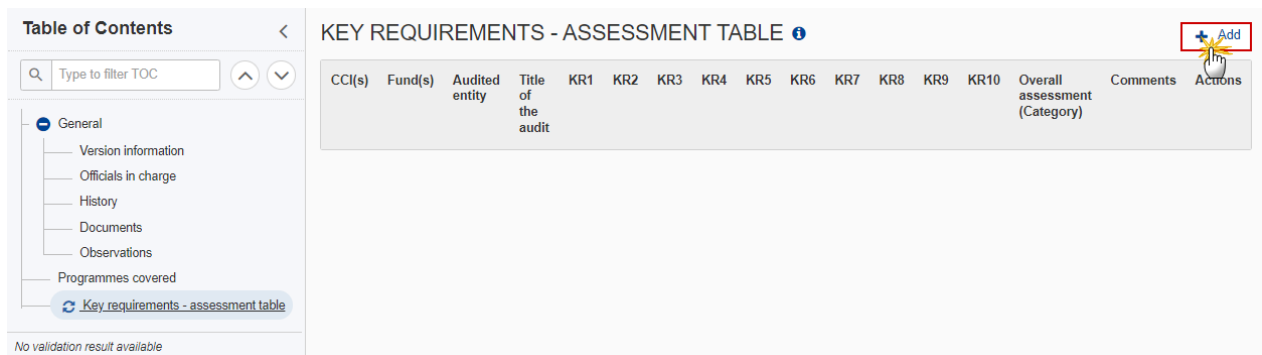 Table of Contents
Type to filter TOC
General
Version information
Officials in charge
History
Documents
Observations
Programmes covered
Key requirements - assessment table
No validation result available
KEY REQUIREMENTS - ASSESSMENT TABLE
Add
CCI(s) Fund(s) Audited entity Title of the audit KR1 KR2 KR3 KR4 KR5 KR6 KR7 KR8 KR9 KR10 Overall assessment (Category) Comments Actions